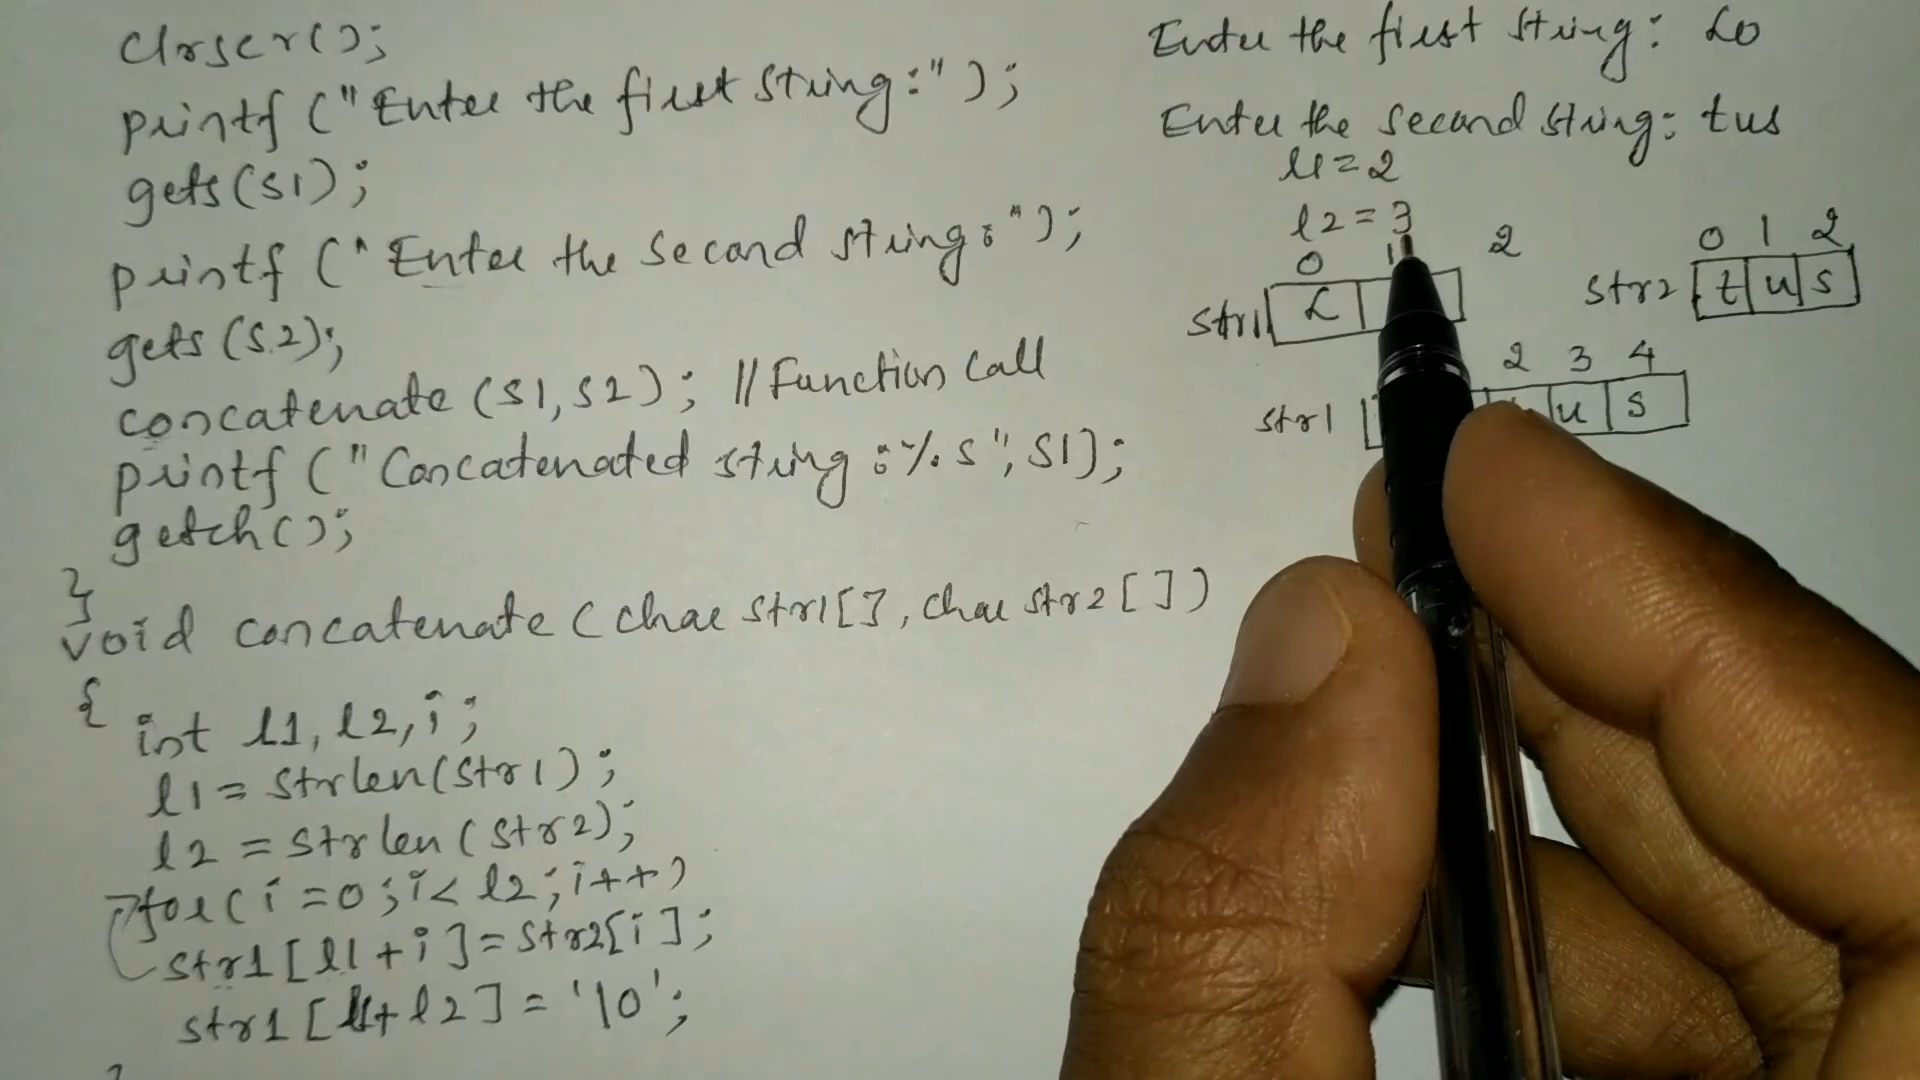 clrscr();
printf ("Enter the first string:");
gets(s1);
printf ("Enter the second string:");
gets (s2);
concatenate (s1, s2); // Function call
printf ("Concatenated string :%s", s1);
getch();
}
void concatenate (char str1[], char str2[])
{ int l1, l2, i;
l1 = strlen(str1);
l2 = strlen (str2);
for (i = 0; i < l2; i++)
str1[l1+i] = str2[i];
str1[l1+l2] = '\0';
Enter the first string: Lo
Enter the second string: tus
l1=2
l2=3
0 1 2
str1 L
0 1 2
str2 t u s
2 3 4
str1 u s